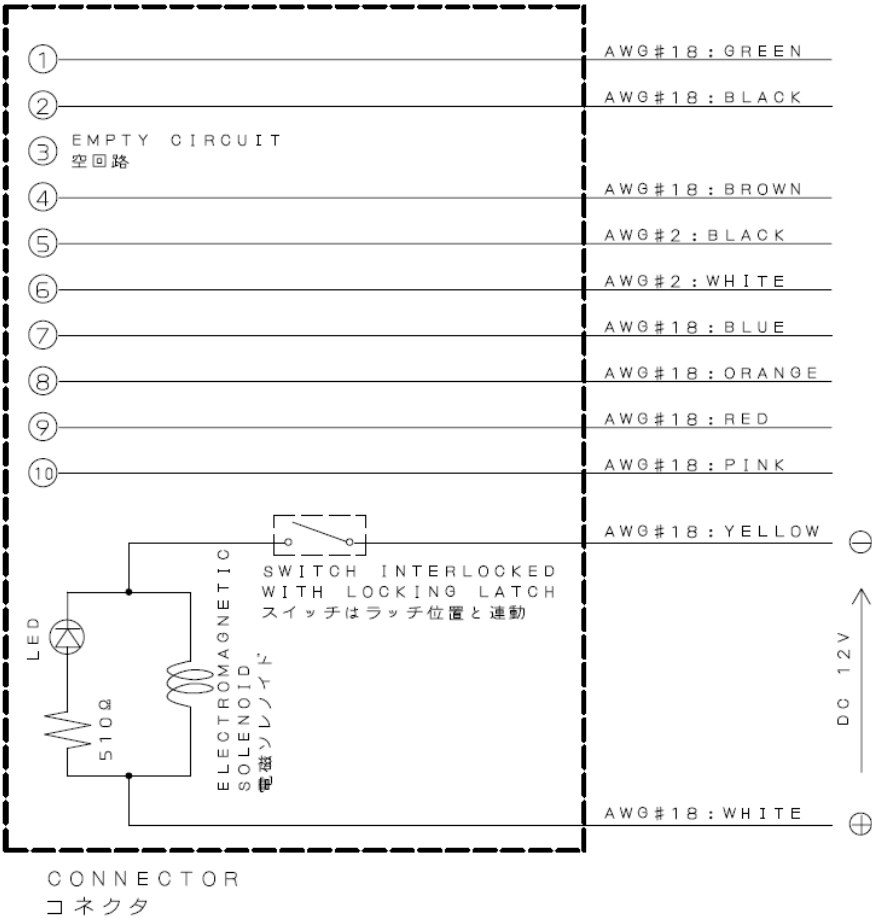 ① AWG#18:GREEN
② AWG#18:BLACK
③ EMPTY CIRCUIT
空回路
④ AWG#18:BROWN
⑤ AWG#2:BLACK
⑥ AWG#2:WHITE
⑦ AWG#18:BLUE
⑧ AWG#18:ORANGE
⑨ AWG#18:RED
⑩ AWG#18:PINK
AWG#18:YELLOW ⊖
SWITCH INTERLOCKED
WITH LOCKING LATCH
スイッチはラッチ位置と連動
LED
510Ω
ELECTROMAGNETIC
SOLENOID
電磁ソレノイド
DC 12V
AWG#18:WHITE ⊕
CONNECTOR
コネクタ